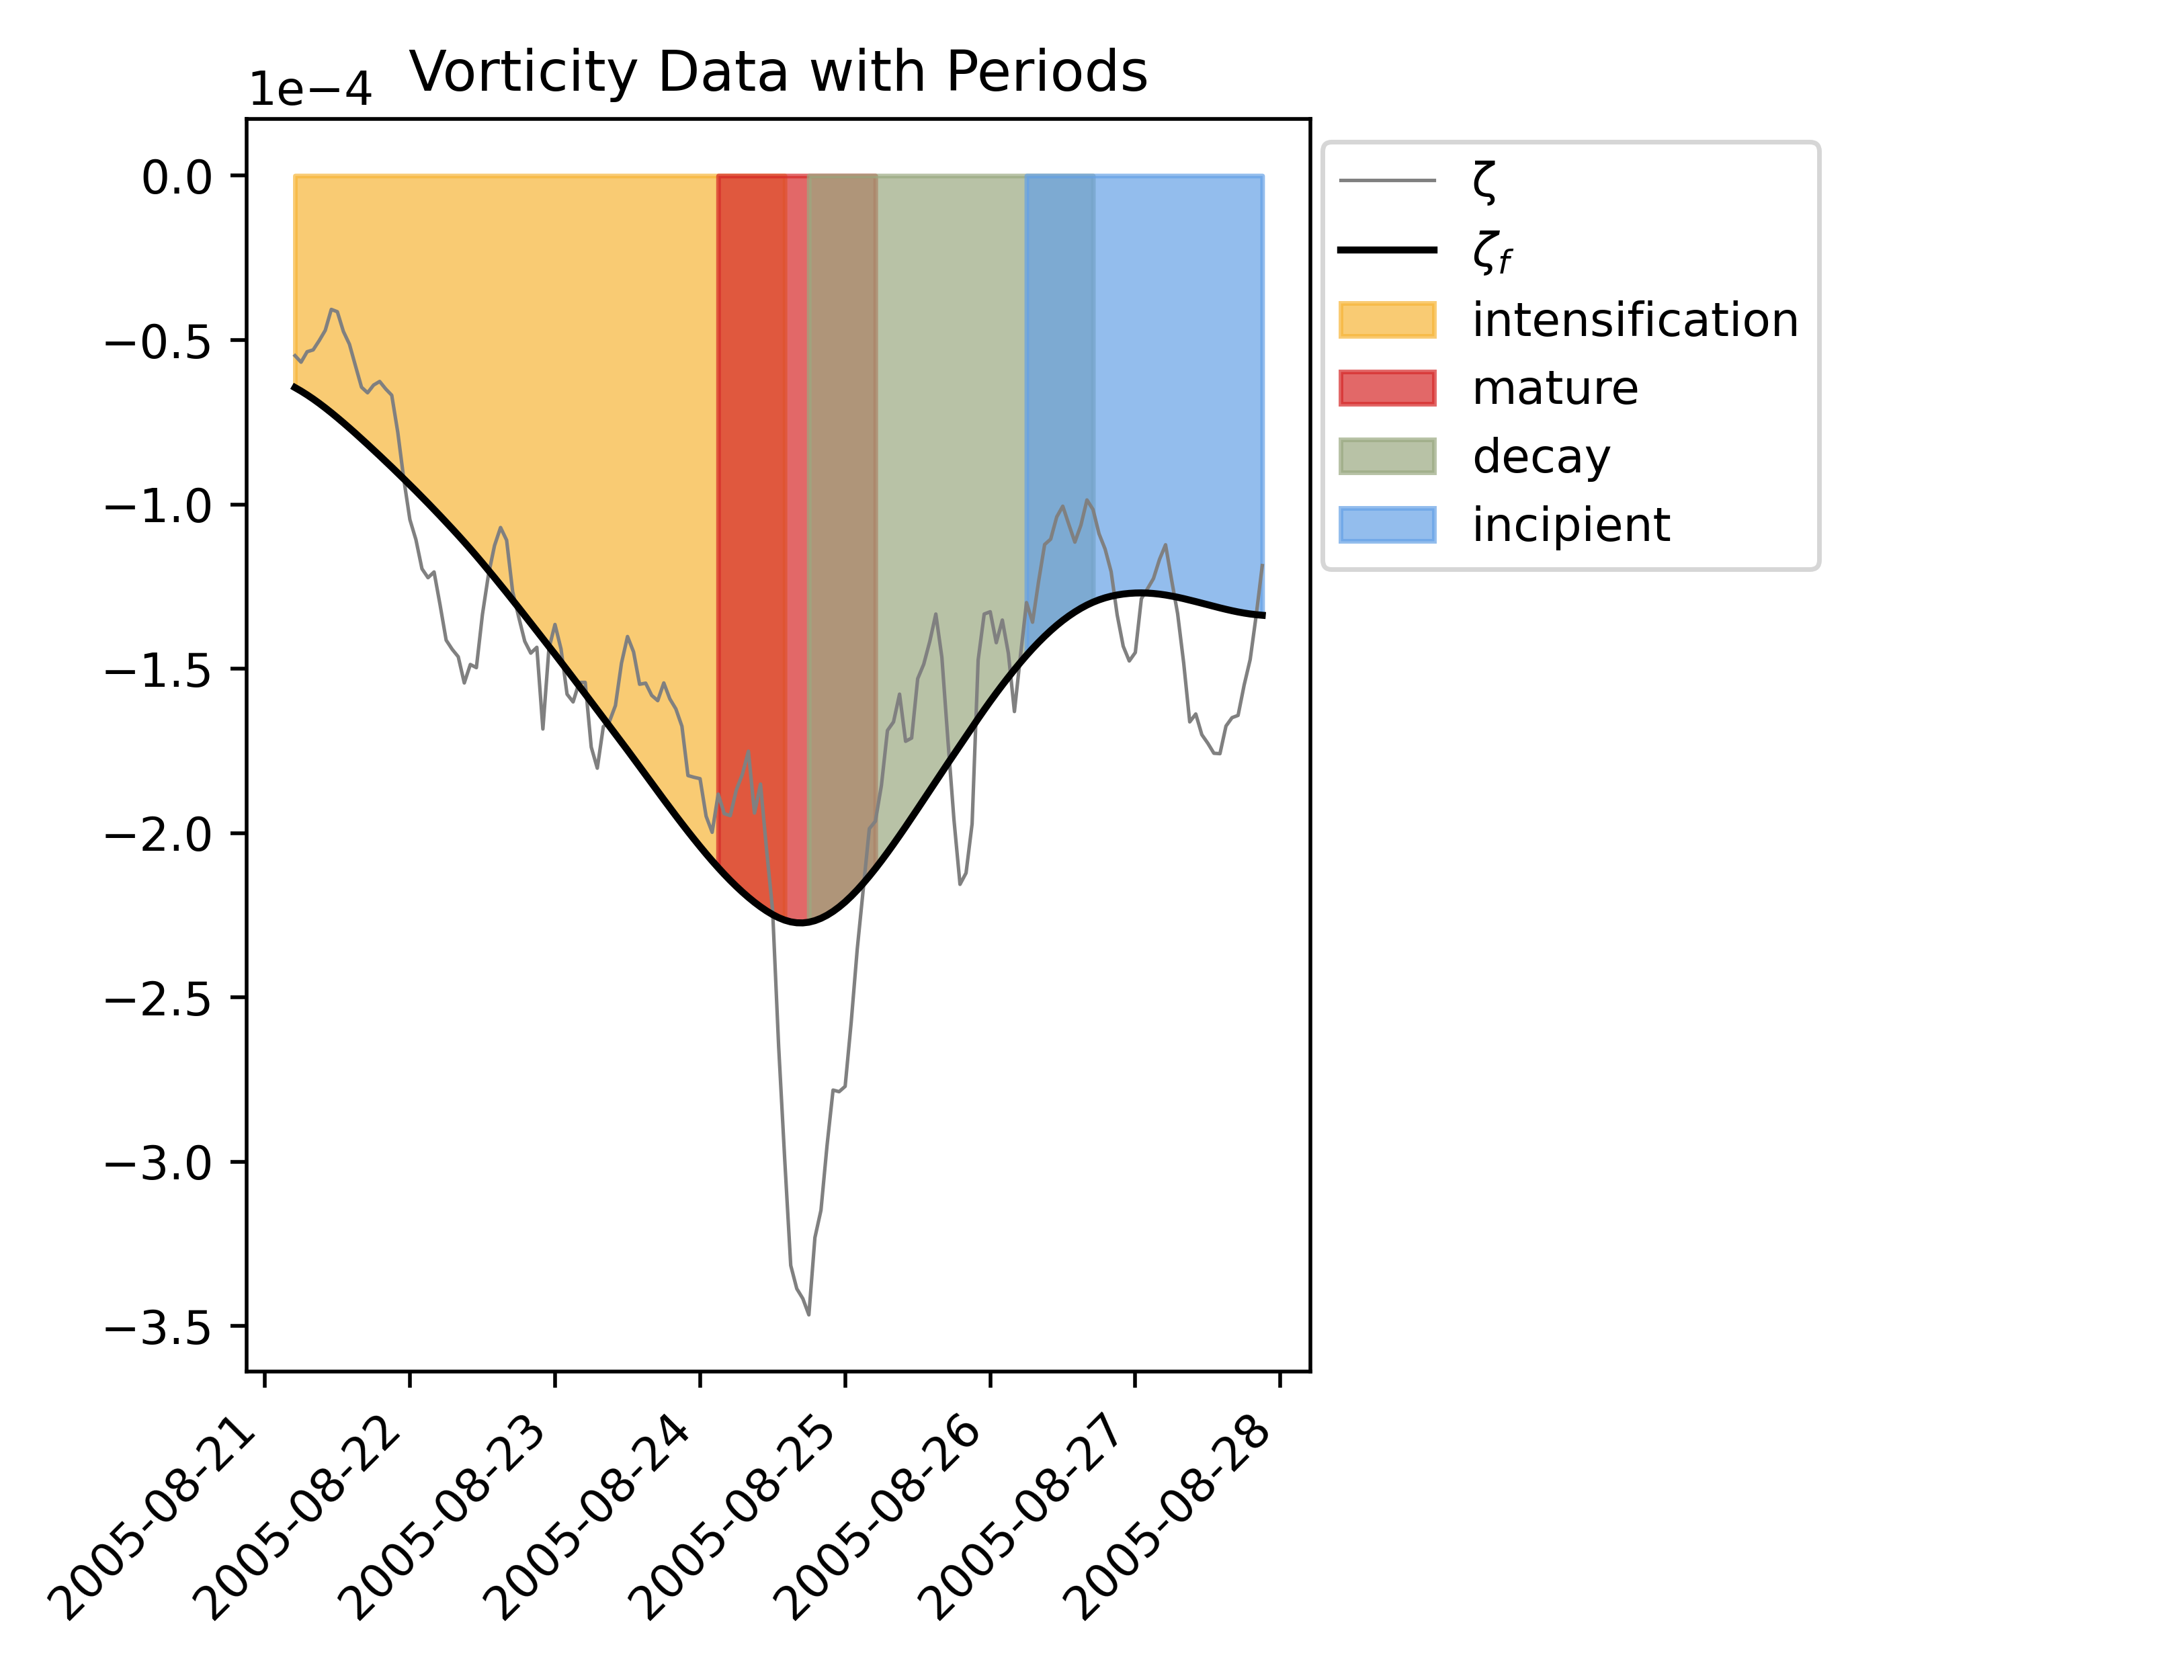 Vorticity Data with Periods
1e−4
0.0
−0.5
−1.0
−1.5
−2.0
−2.5
−3.0
−3.5
2005-08-21
2005-08-22
2005-08-23
2005-08-24
2005-08-25
2005-08-26
2005-08-27
2005-08-28
ζ
ζf
intensification
mature
decay
incipient